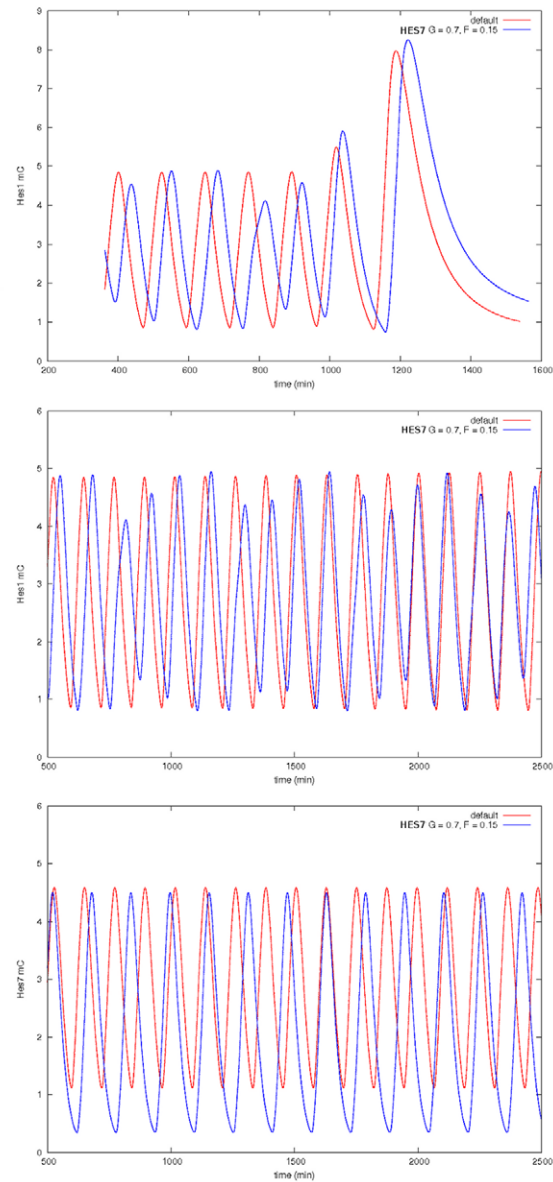 9
8
7
6
5
4
3
2
1
0
Hes1 mC
default
HES7 G = 0.7, F = 0.15
200 400 600 800 1000 1200 1400 1600
time (min)
6
5
4
3
2
1
0
Hes1 mC
default
HES7 G = 0.7, F = 0.15
500 1000 1500 2000 2500
time (min)
6
5
4
3
2
1
0
Hes7 mC
default
HES7 G = 0.7, F = 0.15
500 1000 1500 2000 2500
time (min)